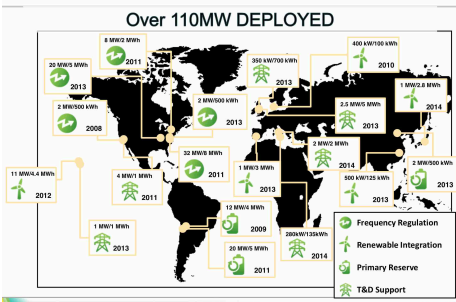 Over 110MW DEPLOYED
8 MW/2 MWh
2011
400 kW/100 kWh
2010
20 MW/5 MWh
2013
350 kW/700 kWh
2013
1 MW/2.8 MWh
2014
2 MW/500 kWh
2008
2 MW/500 kWh
2013
2.5 MW/5 MWh
2013
11 MW/4.4 MWh
2012
4 MW/1 MWh
2011
32 MW/8 MWh
2011
1 MW/3 MWh
2013
2 MW/2 MWh
2014
500 kW/125 kWh
2013
2 MW/500 kWh
2013
1 MW/1 MWh
2013
12 MW/4 MWh
2009
20 MW/5 MWh
2011
280kW/135kWh
2014
Frequency Regulation
Renewable Integration
Primary Reserve
T&D Support